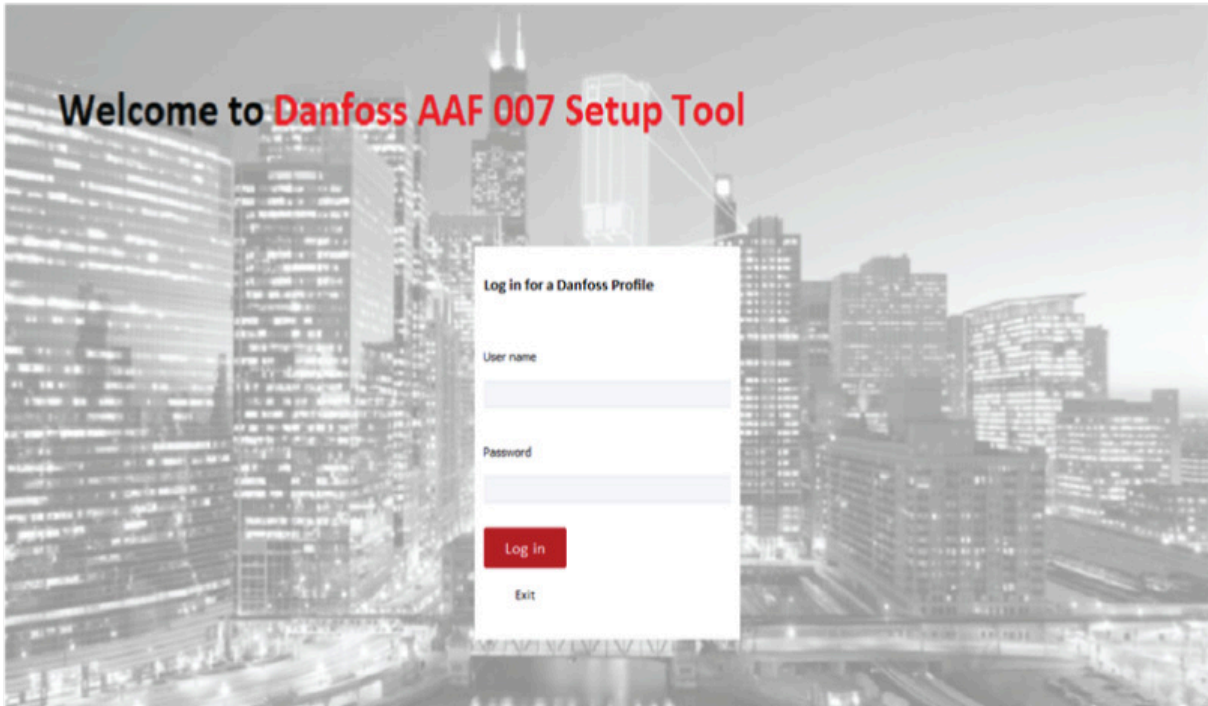 Welcome to Danfoss AAF 007 Setup Tool
Log in for a Danfoss Profile
User name
Password
Log in
Exit